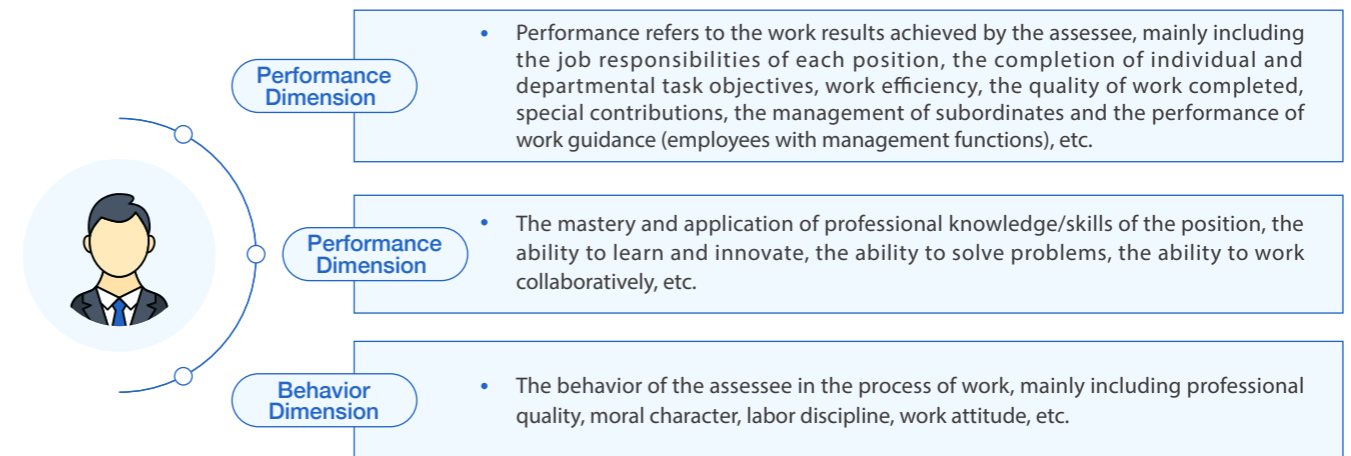 Performance
Dimension
• Performance refers to the work results achieved by the assessee, mainly including
the job responsibilities of each position, the completion of individual and
departmental task objectives, work efficiency, the quality of work completed,
special contributions, the management of subordinates and the performance of
work guidance (employees with management functions), etc.
Performance
Dimension
• The mastery and application of professional knowledge/skills of the position, the
ability to learn and innovate, the ability to solve problems, the ability to work
collaboratively, etc.
Behavior
Dimension
• The behavior of the assessee in the process of work, mainly including professional
quality, moral character, labor discipline, work attitude, etc.